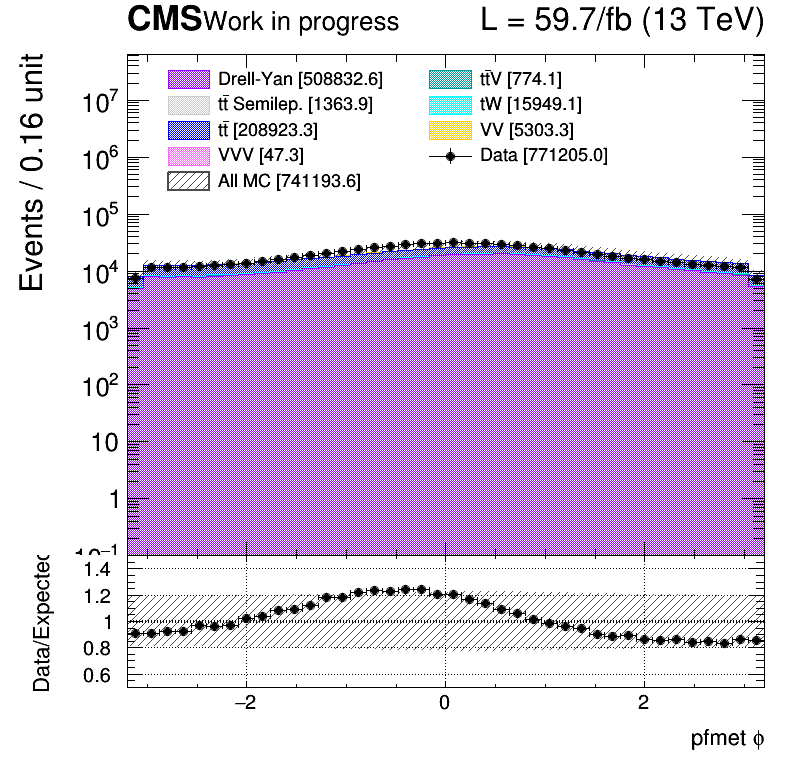 CMS Work in progress L = 59.7/fb (13 TeV)
Events / 0.16 unit
Drell-Yan [508832.6]
tt̄ Semilep. [1363.9]
tt̄ [208923.3]
VVV [47.3]
All MC [741193.6]
tt̄V [774.1]
tW [15949.1]
VV [5303.3]
Data [771205.0]
10⁷
10⁶
10⁵
10⁴
10³
10²
10
1
10⁻¹
Data/Expected
1.4
1.2
1
0.8
0.6
−2 0 2
pfmet ϕ